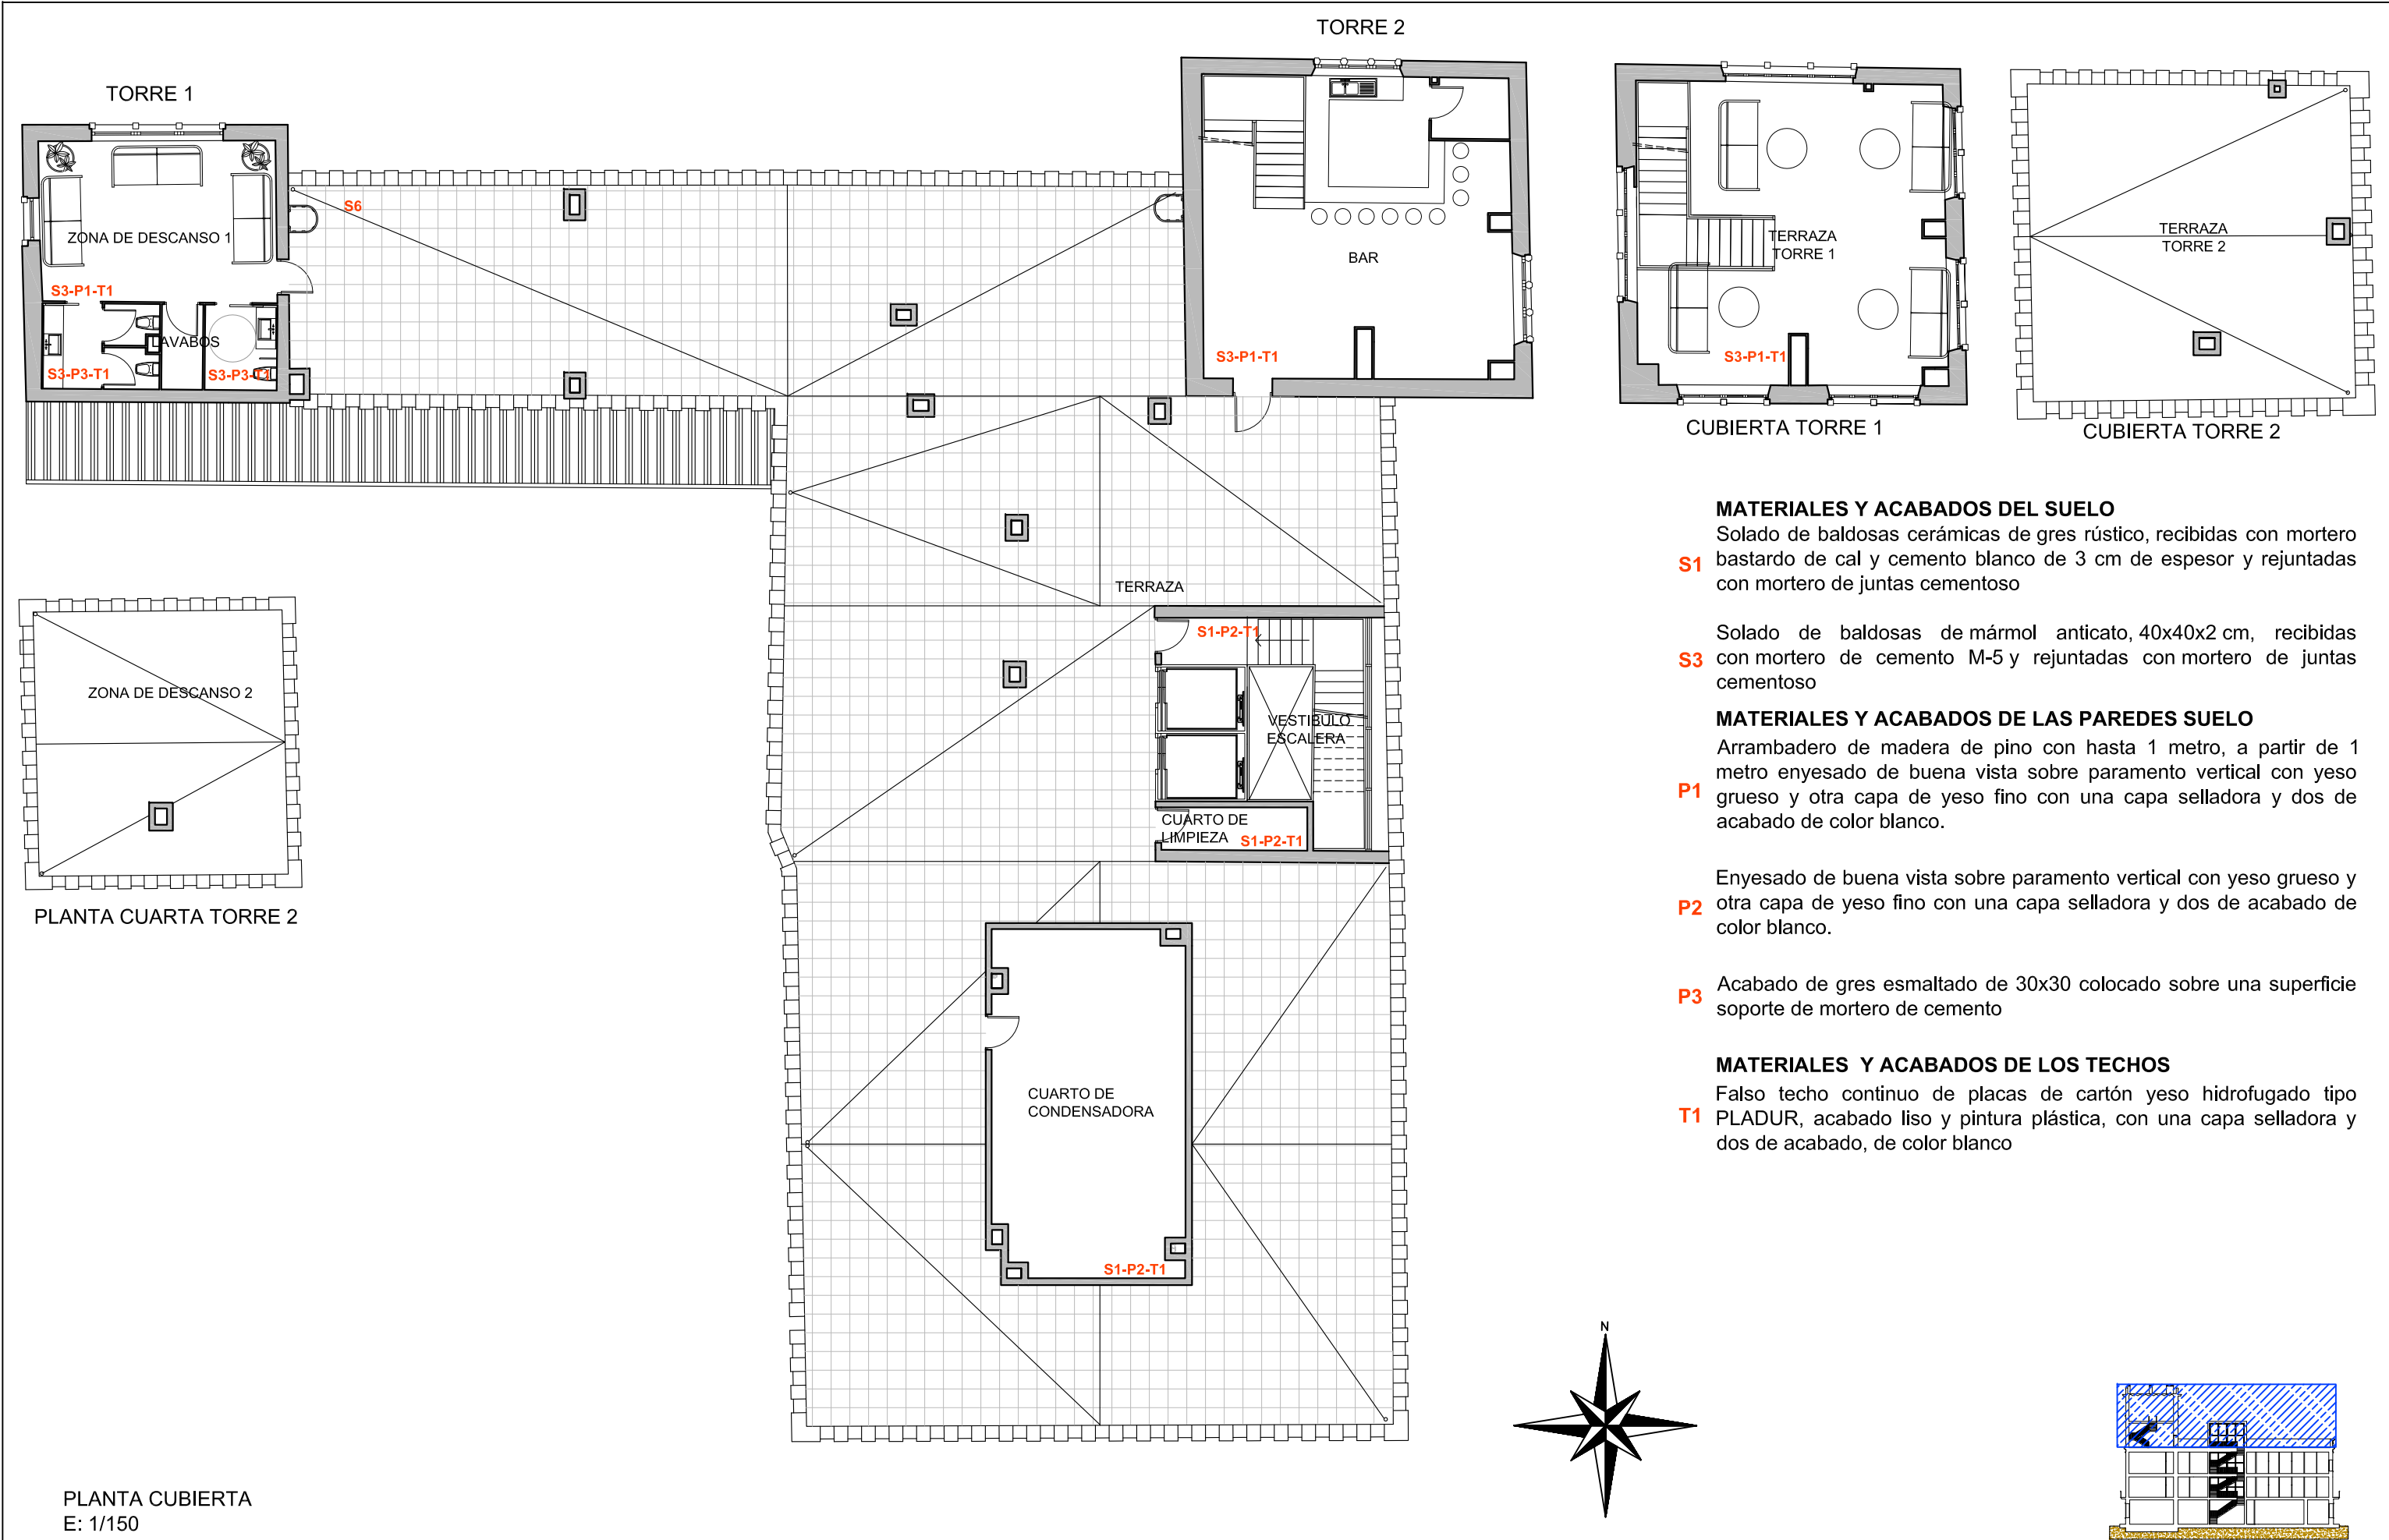 TORRE 2
TORRE 1
ZONA DE DESCANSO 1
S6
S3-P1-T1
LAVABOS
S3-P3-T1
S3-P3-T1
BAR
S3-P1-T1
TERRAZA
TORRE 1
S3-P1-T1
CUBIERTA TORRE 1
TERRAZA
TORRE 2
CUBIERTA TORRE 2
TERRAZA
S1-P2-T1
VESTIBULO
ESCALERA
CUARTO DE
LIMPIEZA
S1-P2-T1
ZONA DE DESCANSO 2
PLANTA CUARTA TORRE 2
CUARTO DE
CONDENSADORA
S1-P2-T1
MATERIALES Y ACABADOS DEL SUELO
S1
Solado de baldosas cerámicas de gres rústico, recibidas con mortero
bastardo de cal y cemento blanco de 3 cm de espesor y rejuntadas
con mortero de juntas cementoso
S3
Solado de baldosas de mármol anticato, 40x40x2 cm, recibidas
con mortero de cemento M-5 y rejuntadas con mortero de juntas
cementoso
MATERIALES Y ACABADOS DE LAS PAREDES SUELO
P1
Arrambadero de madera de pino con hasta 1 metro, a partir de 1
metro enyesado de buena vista sobre paramento vertical con yeso
grueso y otra capa de yeso fino con una capa selladora y dos de
acabado de color blanco.
P2
Enyesado de buena vista sobre paramento vertical con yeso grueso y
otra capa de yeso fino con una capa selladora y dos de acabado de
color blanco.
P3
Acabado de gres esmaltado de 30x30 colocado sobre una superficie
soporte de mortero de cemento
MATERIALES Y ACABADOS DE LOS TECHOS
T1
Falso techo continuo de placas de cartón yeso hidrofugado tipo
PLADUR, acabado liso y pintura plástica, con una capa selladora y
dos de acabado, de color blanco
N
PLANTA CUBIERTA
E: 1/150